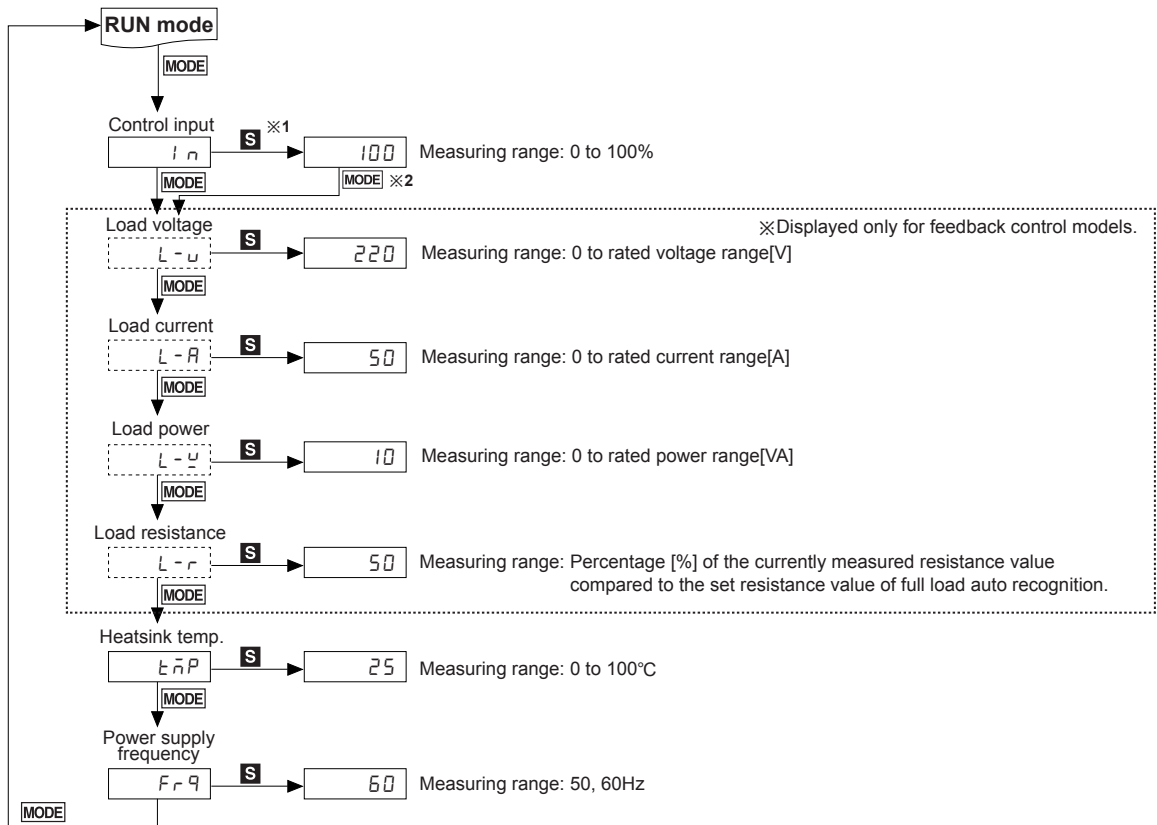 RUN mode
MODE
Control input
S ※1
In
100 Measuring range: 0 to 100%
MODE
MODE ※2
※Displayed only for feedback control models.
Load voltage
S
L-u
220 Measuring range: 0 to rated voltage range[V]
MODE
Load current
S
L-A
50 Measuring range: 0 to rated current range[A]
MODE
Load power
S
10 Measuring range: 0 to rated power range[VA]
MODE
Load resistance
S
L-r
50 Measuring range: Percentage [%] of the currently measured resistance value
compared to the set resistance value of full load auto recognition.
MODE
Heatsink temp.
S
25 Measuring range: 0 to 100℃
MODE
Power supply
frequency
S
Frq
60 Measuring range: 50, 60Hz
MODE